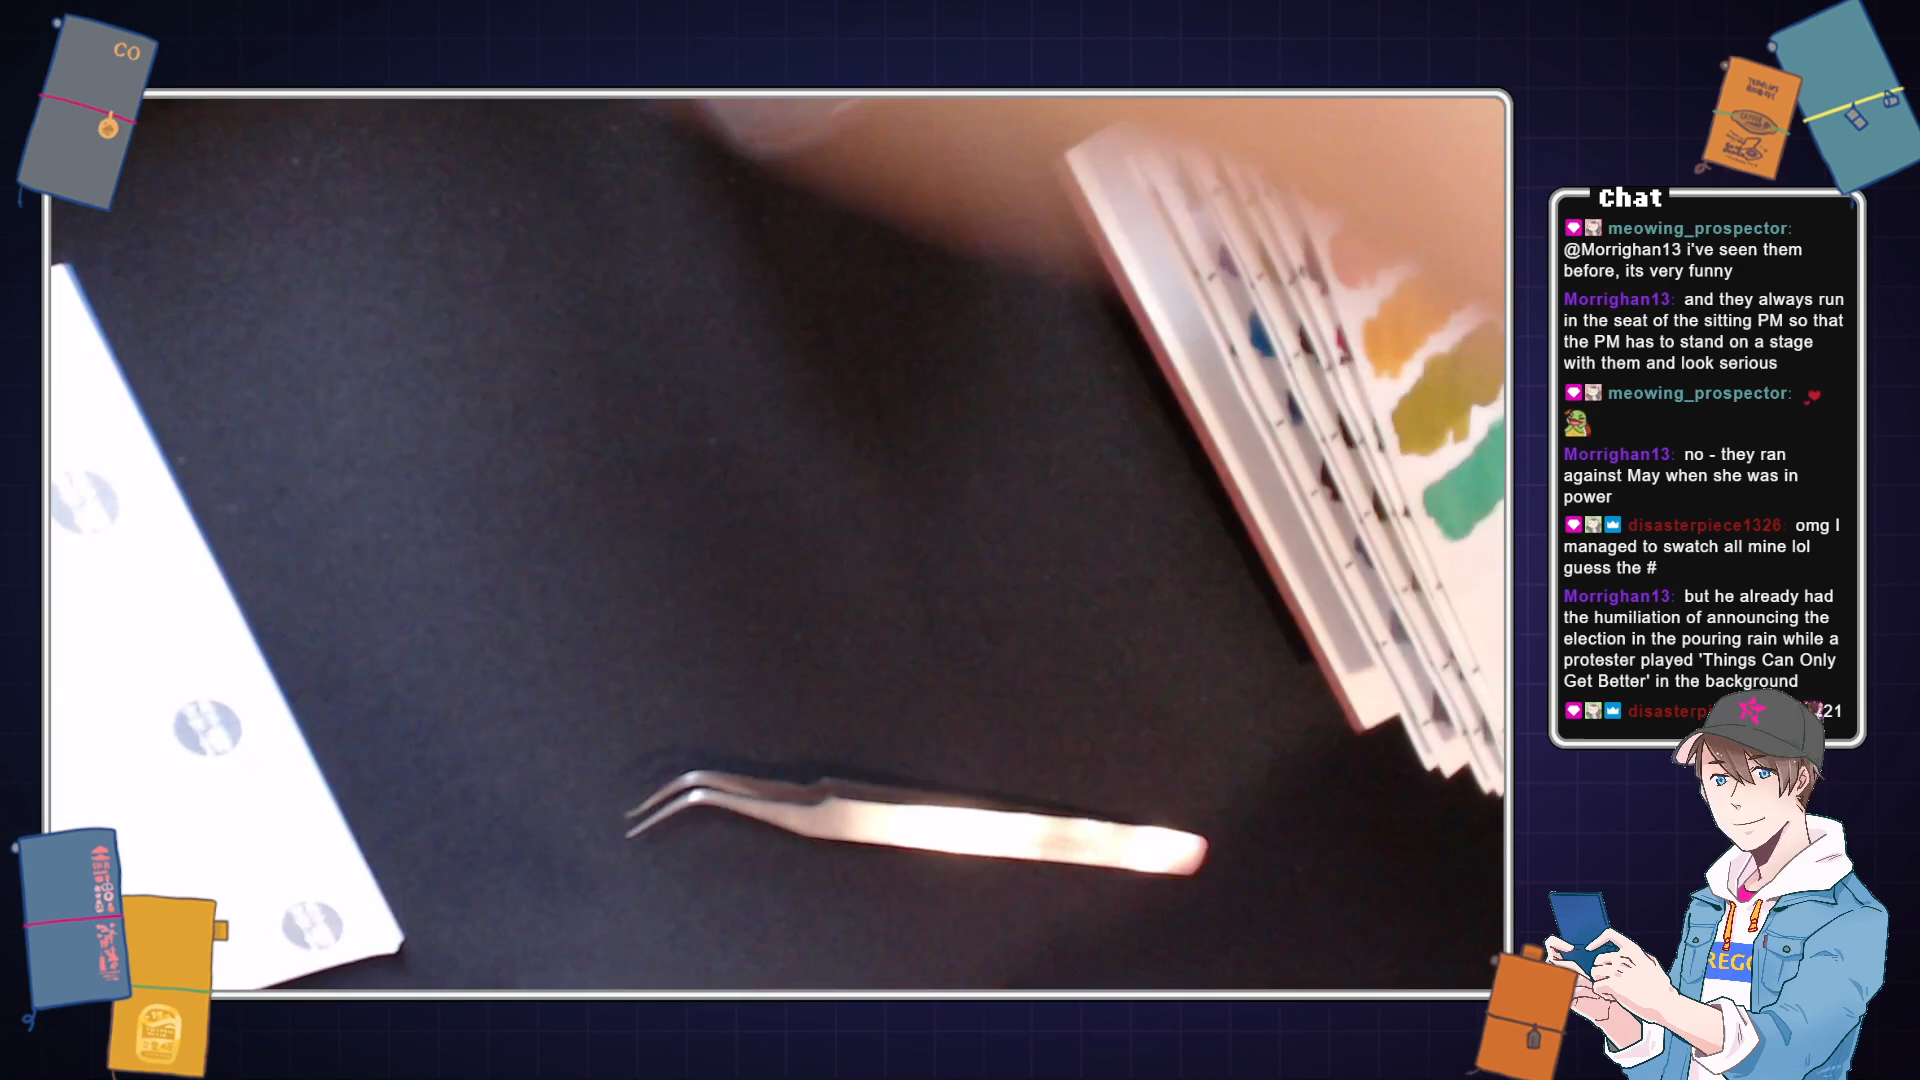 CO
chat
meowing_prospector:
@Morrighan13 i've seen them
before, its very funny
Morrighan13: and they always run
in the seat of the sitting PM so that
the PM has to stand on a stage
with them and look serious
meowing_prospector:
Morrighan13: no - they ran
against May when she was in
power
disasterpiece1326: omg I
managed to swatch all mine lol
guess the #
Morrighan13: but he already had
the humiliation of announcing the
election in the pouring rain while a
protester played 'Things Can Only
Get Better' in the background
21